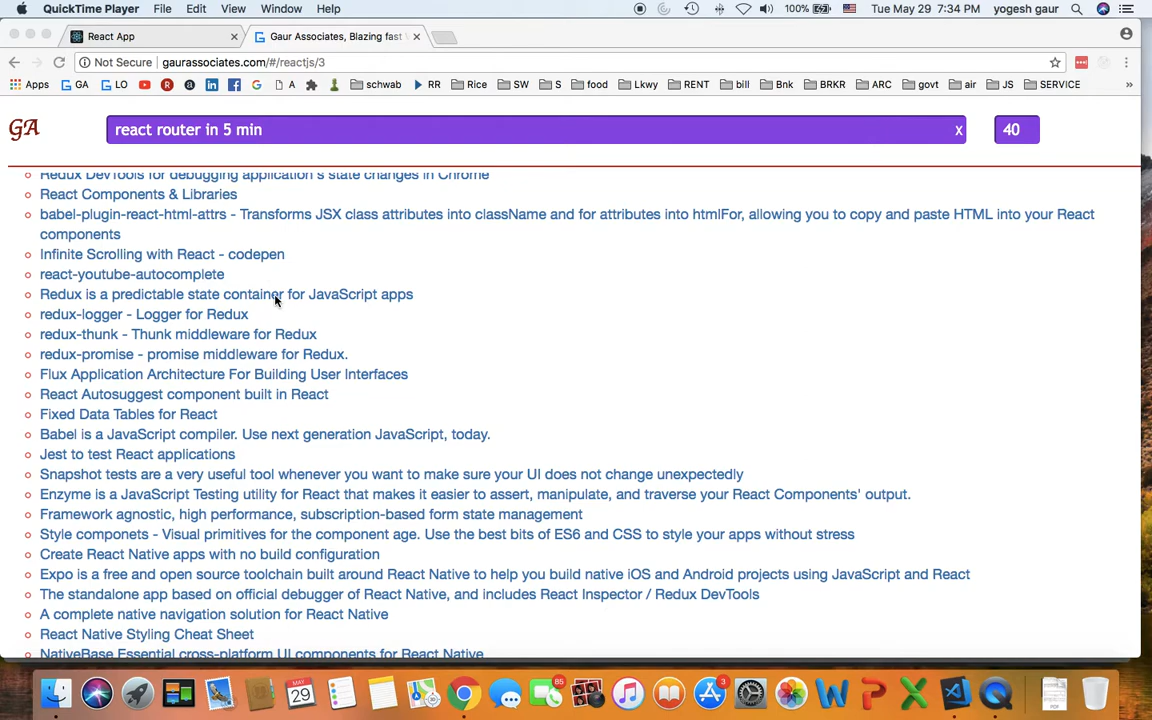 QuickTime Player File Edit View Window Help 100% Tue May 29 7:34 PM yogesh gaur
React App x Gaur Associates, Blazing fast x
Not Secure gaurassociates.com/#/reactjs/3
Apps GA LO A schwab RR Rice SW S food Lkwy RENT bill Bnk BRKR ARC govt air JS SERVICE »
GA react router in 5 min x 40
Redux DevTools for debugging application's state changes in Chrome
React Components & Libraries
babel-plugin-react-html-attrs - Transforms JSX class attributes into className and for attributes into htmlFor, allowing you to copy and paste HTML into your React
components
Infinite Scrolling with React - codepen
react-youtube-autocomplete
Redux is a predictable state container for JavaScript apps
redux-logger - Logger for Redux
redux-thunk - Thunk middleware for Redux
redux-promise - promise middleware for Redux.
Flux Application Architecture For Building User Interfaces
React Autosuggest component built in React
Fixed Data Tables for React
Babel is a JavaScript compiler. Use next generation JavaScript, today.
Jest to test React applications
Snapshot tests are a very useful tool whenever you want to make sure your UI does not change unexpectedly
Enzyme is a JavaScript Testing utility for React that makes it easier to assert, manipulate, and traverse your React Components' output.
Framework agnostic, high performance, subscription-based form state management
Style componets - Visual primitives for the component age. Use the best bits of ES6 and CSS to style your apps without stress
Create React Native apps with no build configuration
Expo is a free and open source toolchain built around React Native to help you build native iOS and Android projects using JavaScript and React
The standalone app based on official debugger of React Native, and includes React Inspector / Redux DevTools
A complete native navigation solution for React Native
React Native Styling Cheat Sheet
NativeBase Essential cross-platform UI components for React Native
29 85 3